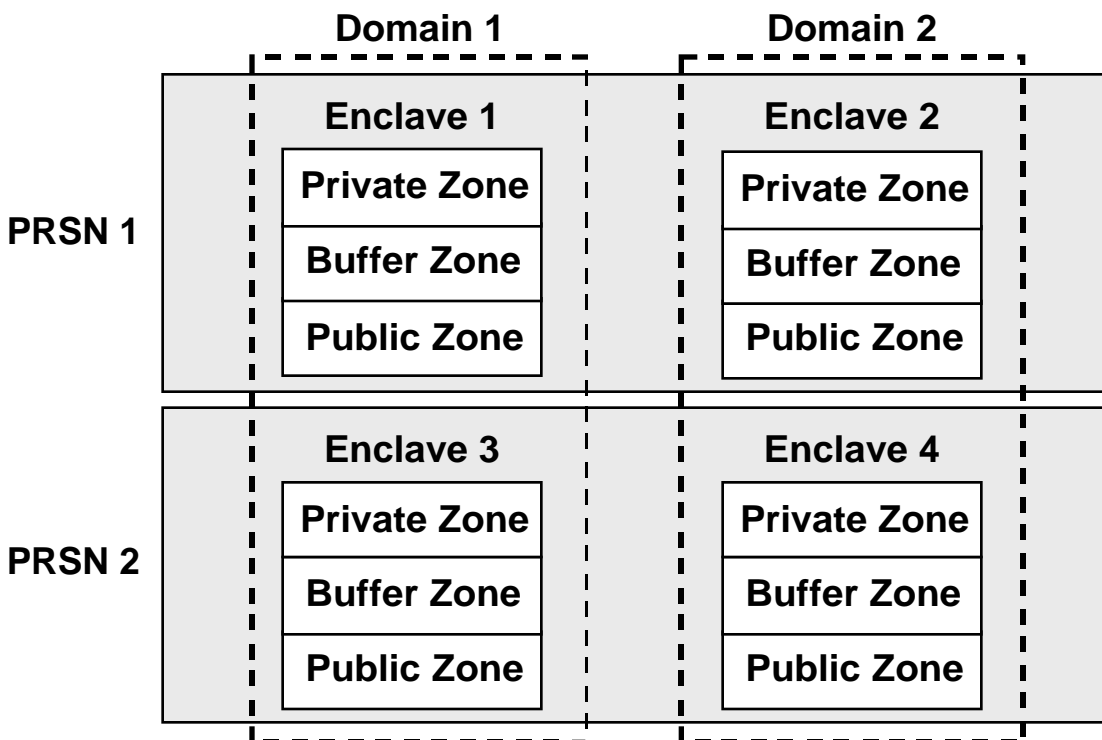 Domain 1
Domain 2
PRSN 1
Enclave 1
Private Zone
Buffer Zone
Public Zone
Enclave 2
Private Zone
Buffer Zone
Public Zone
PRSN 2
Enclave 3
Private Zone
Buffer Zone
Public Zone
Enclave 4
Private Zone
Buffer Zone
Public Zone